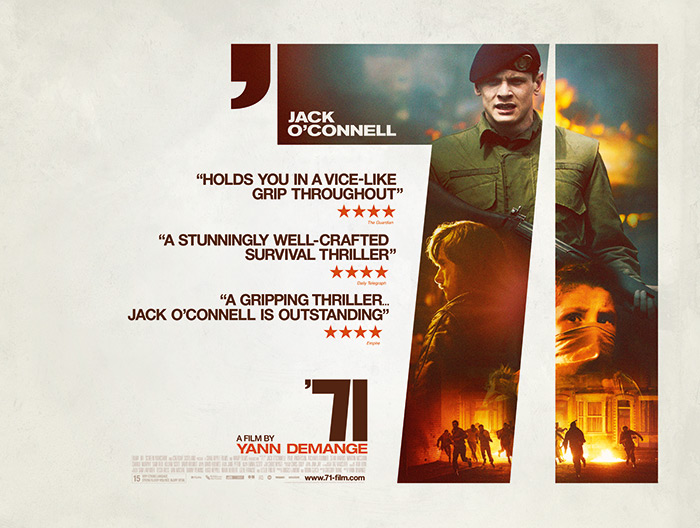 ’71
JACK
O’CONNELL
“HOLDS YOU IN A VICE-LIKE
GRIP THROUGHOUT”
★★★★
The Guardian
“A STUNNINGLY WELL-CRAFTED
SURVIVAL THRILLER”
★★★★
Daily Telegraph
“A GRIPPING THRILLER...
JACK O’CONNELL IS OUTSTANDING”
★★★★
Empire
’71
A FILM BY
YANN DEMANGE
15
www.71-film.com